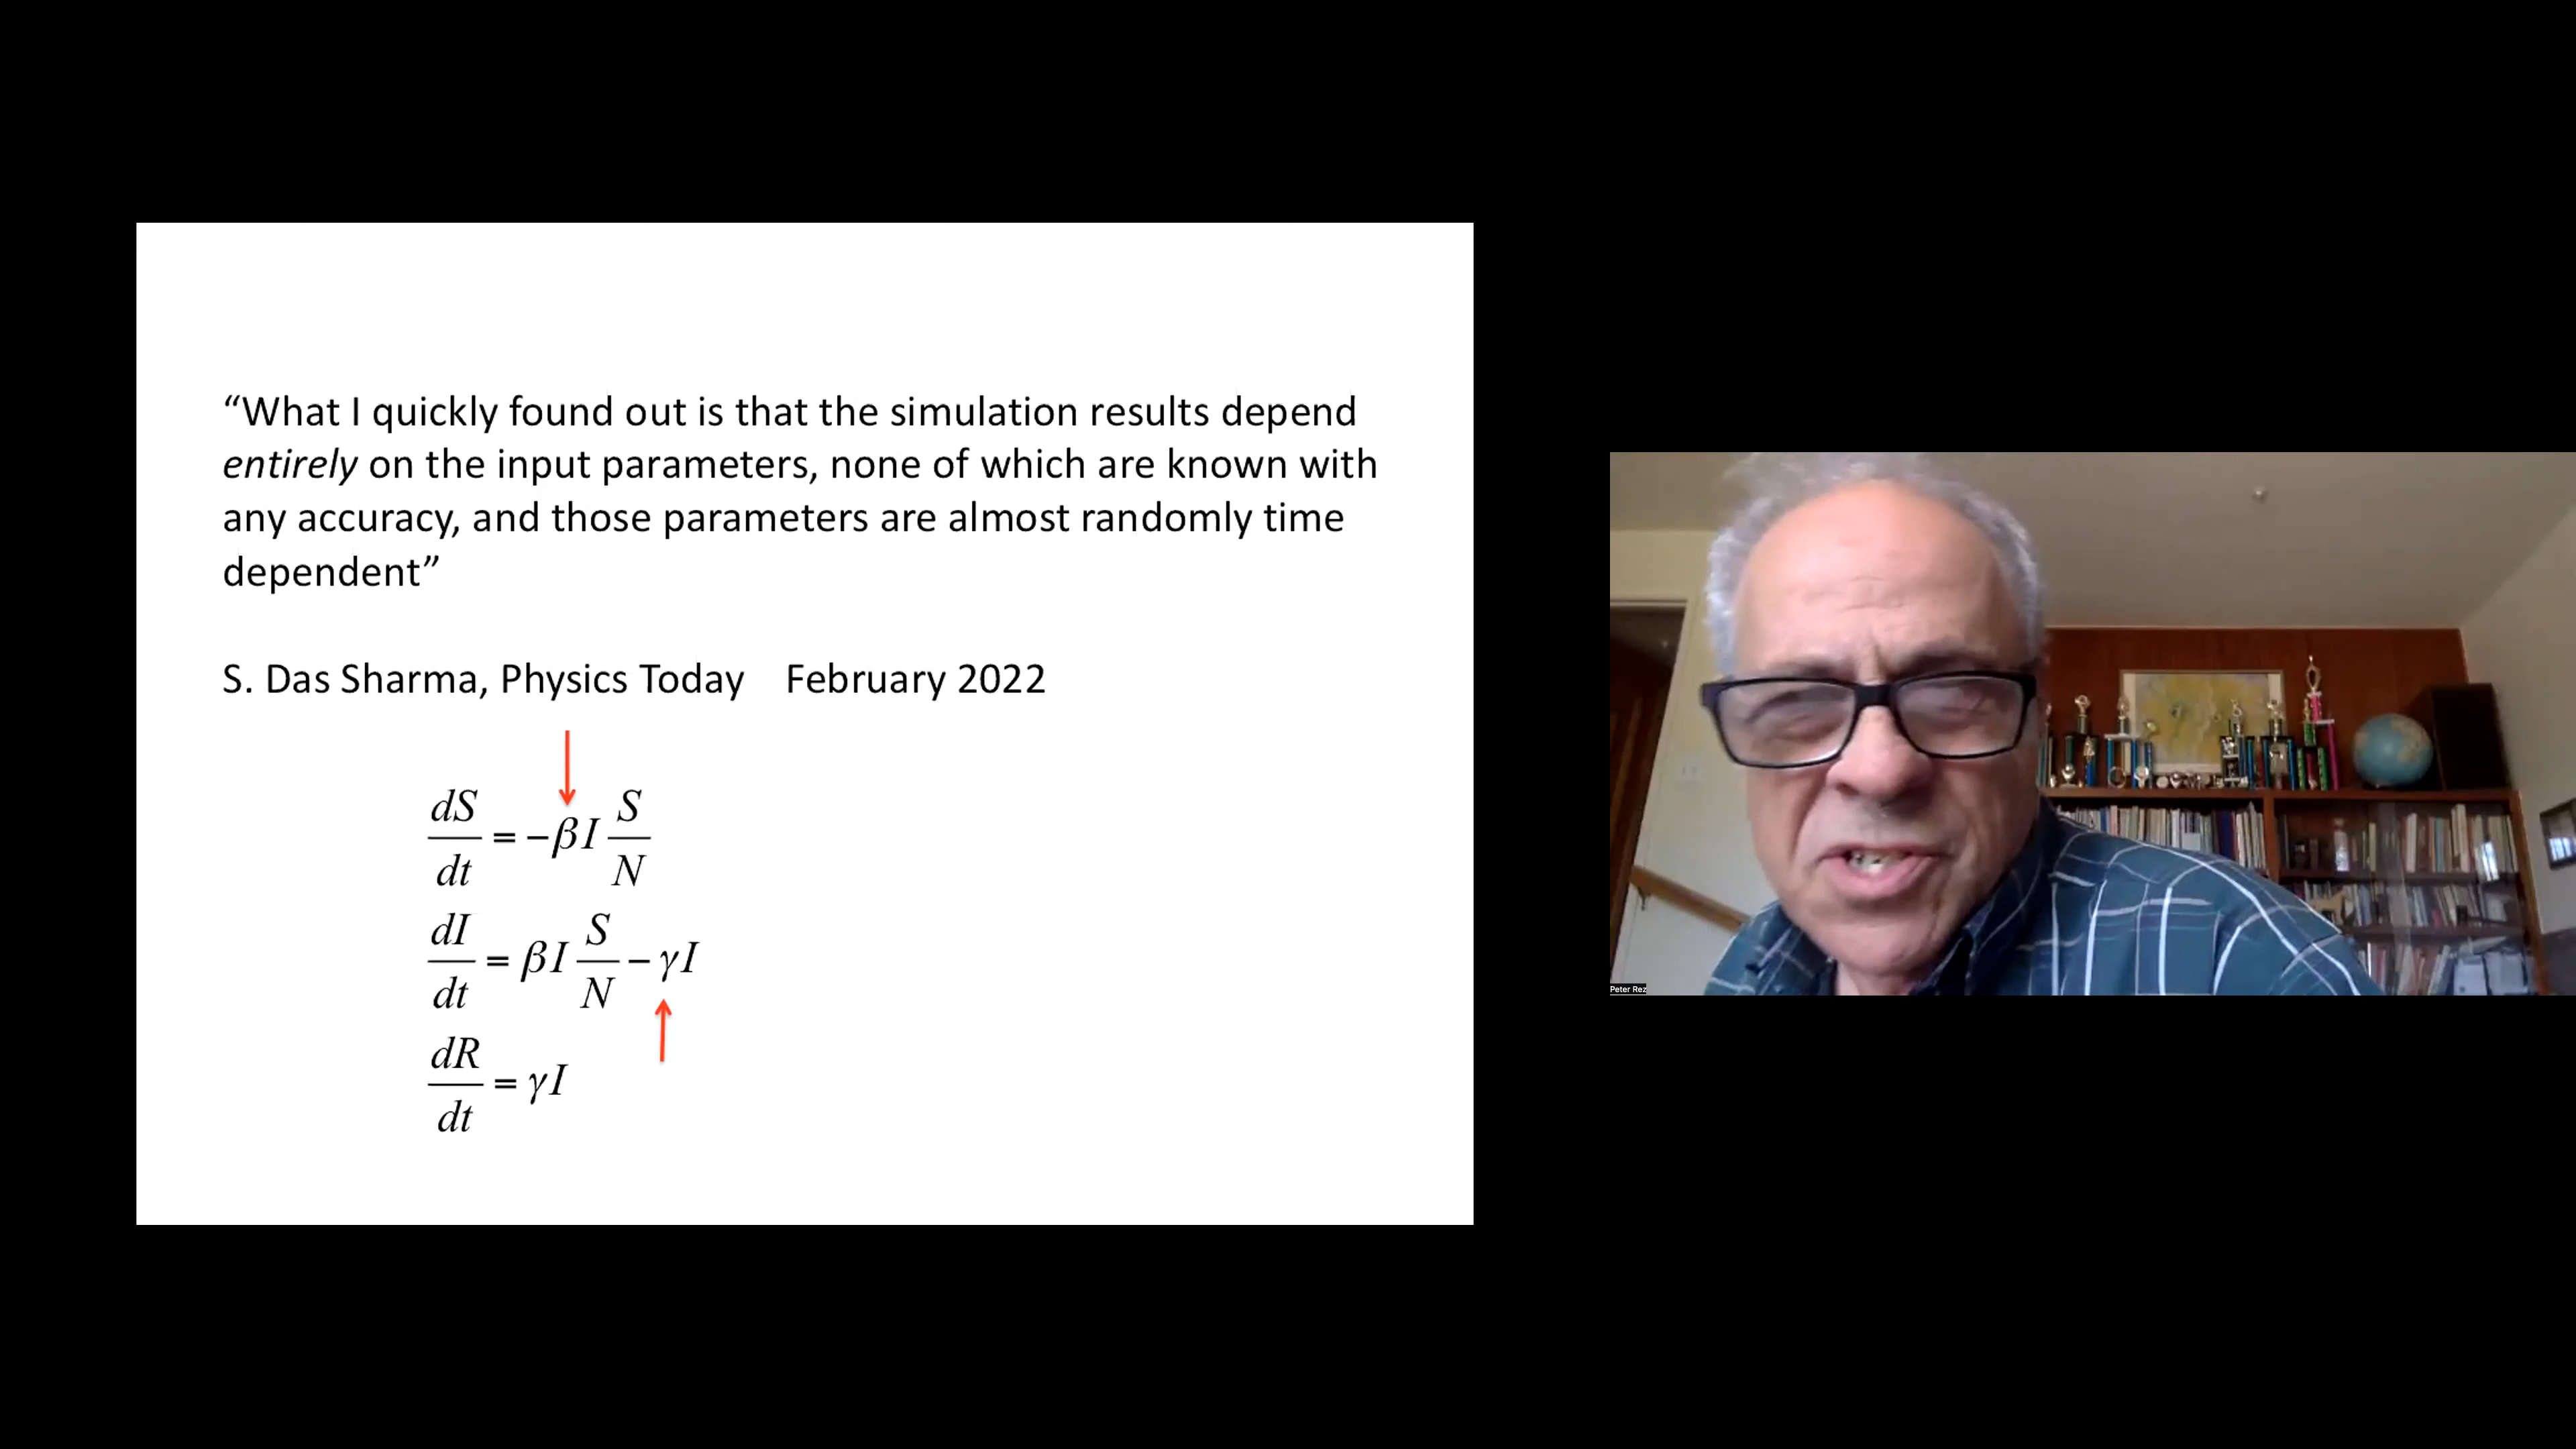 “What I quickly found out is that the simulation results depend
entirely on the input parameters, none of which are known with
any accuracy, and those parameters are almost randomly time
dependent”
S. Das Sharma, Physics Today February 2022
dS/dt = −βI S/N
dI/dt = βI S/N − γI
dR/dt = γI
Peter Rez